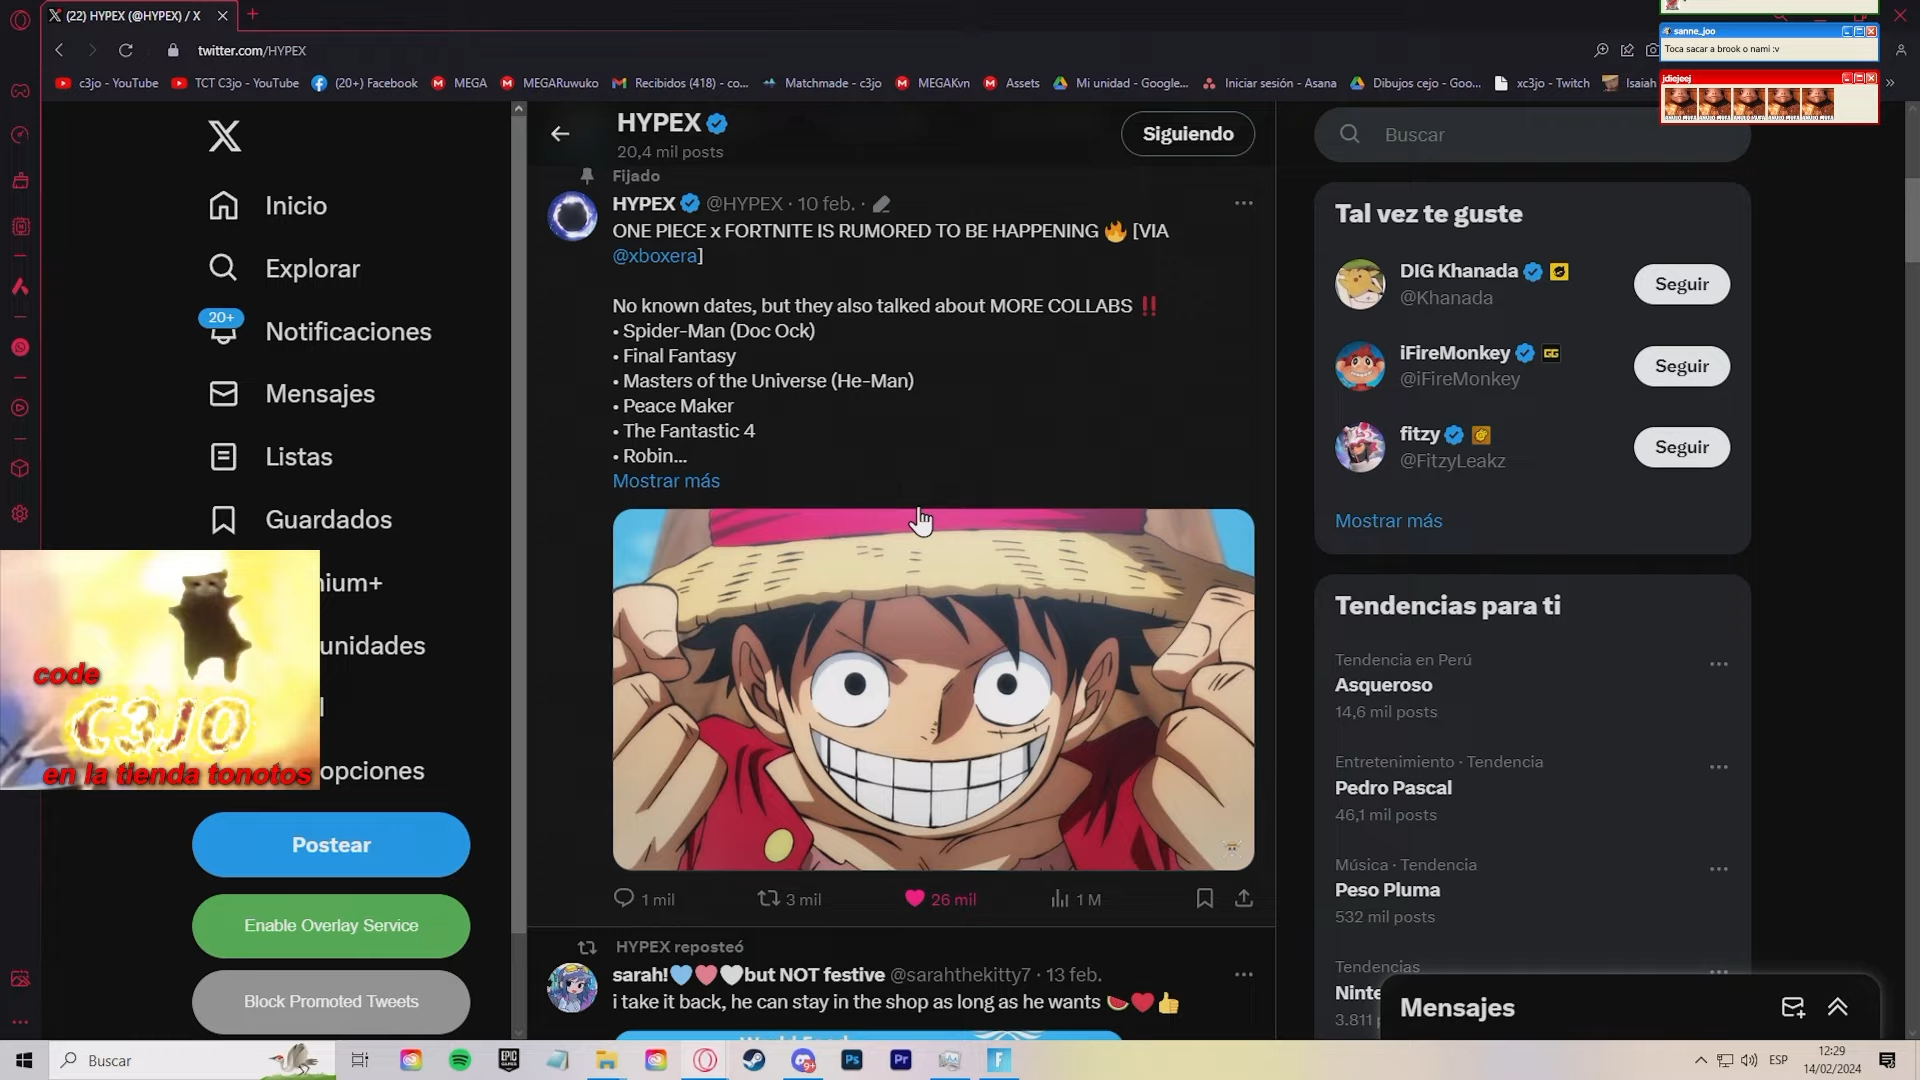 (22) HYPEX (@HYPEX) / X
twitter.com/HYPEX
c3jo - YouTube
TCT C3jo - YouTube
(20+) Facebook
MEGA
MEGARuwuko
Recibidos (418) - co...
Matchmade - c3jo
MEGAKvn
Assets
Mi unidad - Google...
Iniciar sesión - Asana
Dibujos cejo - Goo...
xc3jo - Twitch
Isaiah
sanne_joo
Toca sacar a brook o nami :v
jdiejeej
Inicio
Explorar
20+
Notificaciones
Mensajes
Listas
Guardados
nium+
unidades
l
opciones
Postear
Enable Overlay Service
Block Promoted Tweets
code
C3JO
en la tienda tonotos
HYPEX
20,4 mil posts
Siguiendo
Fijado
HYPEX @HYPEX · 10 feb. ·
ONE PIECE x FORTNITE IS RUMORED TO BE HAPPENING 🔥 [VIA
@xboxera]
No known dates, but they also talked about MORE COLLABS ‼️
• Spider-Man (Doc Ock)
• Final Fantasy
• Masters of the Universe (He-Man)
• Peace Maker
• The Fantastic 4
• Robin...
Mostrar más
1 mil
3 mil
26 mil
1 M
HYPEX reposteó
sarah!🩵🩷🤍but NOT festive @sarahthekitty7 · 13 feb.
i take it back, he can stay in the shop as long as he wants 🍉❤️👍
Buscar
Tal vez te guste
DIG Khanada
@Khanada
Seguir
iFireMonkey
GG
@iFireMonkey
Seguir
fitzy
@FitzyLeakz
Seguir
Mostrar más
Tendencias para ti
Tendencia en Perú
Asqueroso
14,6 mil posts
Entretenimiento · Tendencia
Pedro Pascal
46,1 mil posts
Música · Tendencia
Peso Pluma
532 mil posts
Tendencias
Ninte
3.811 p
Mensajes
Buscar
EPIC GAMES
9+
Ps
Pr
F
ESP
12:29
14/02/2024